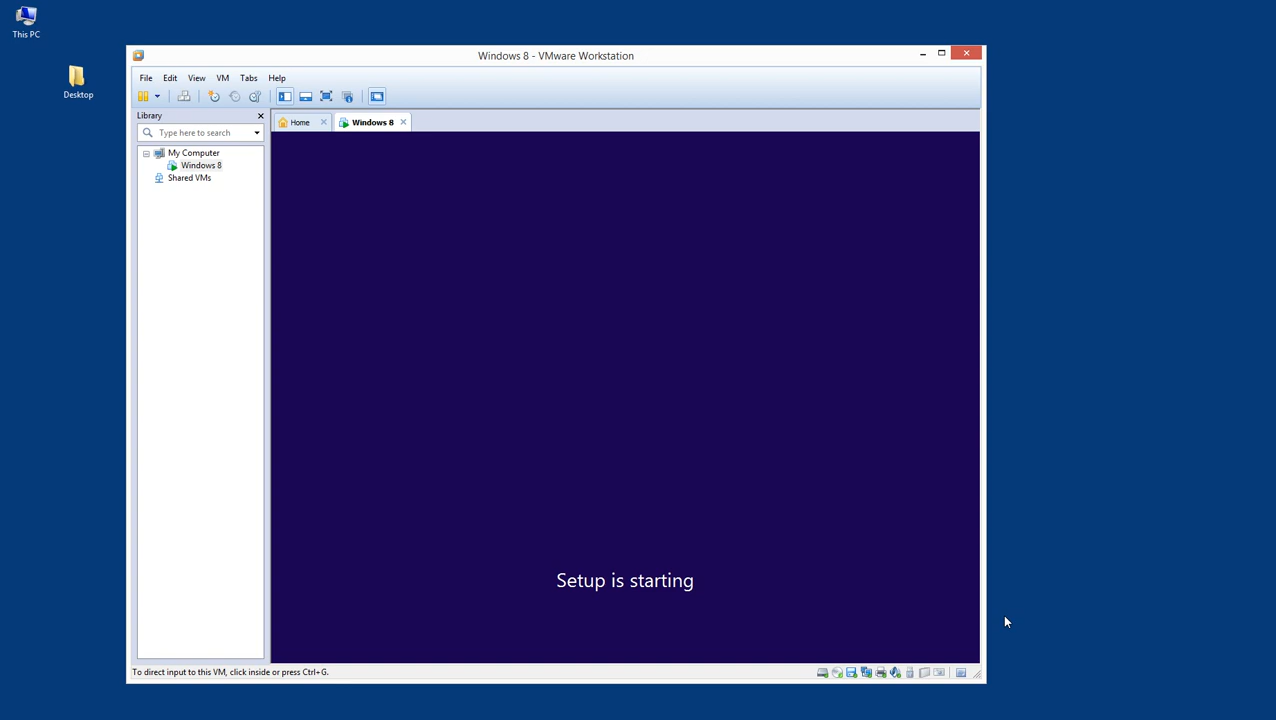 This PC
Desktop
Windows 8 - VMware Workstation
File Edit View VM Tabs Help
Library
Type here to search
Home
Windows 8
My Computer
Windows 8
Shared VMs
Setup is starting
To direct input to this VM, click inside or press Ctrl+G.